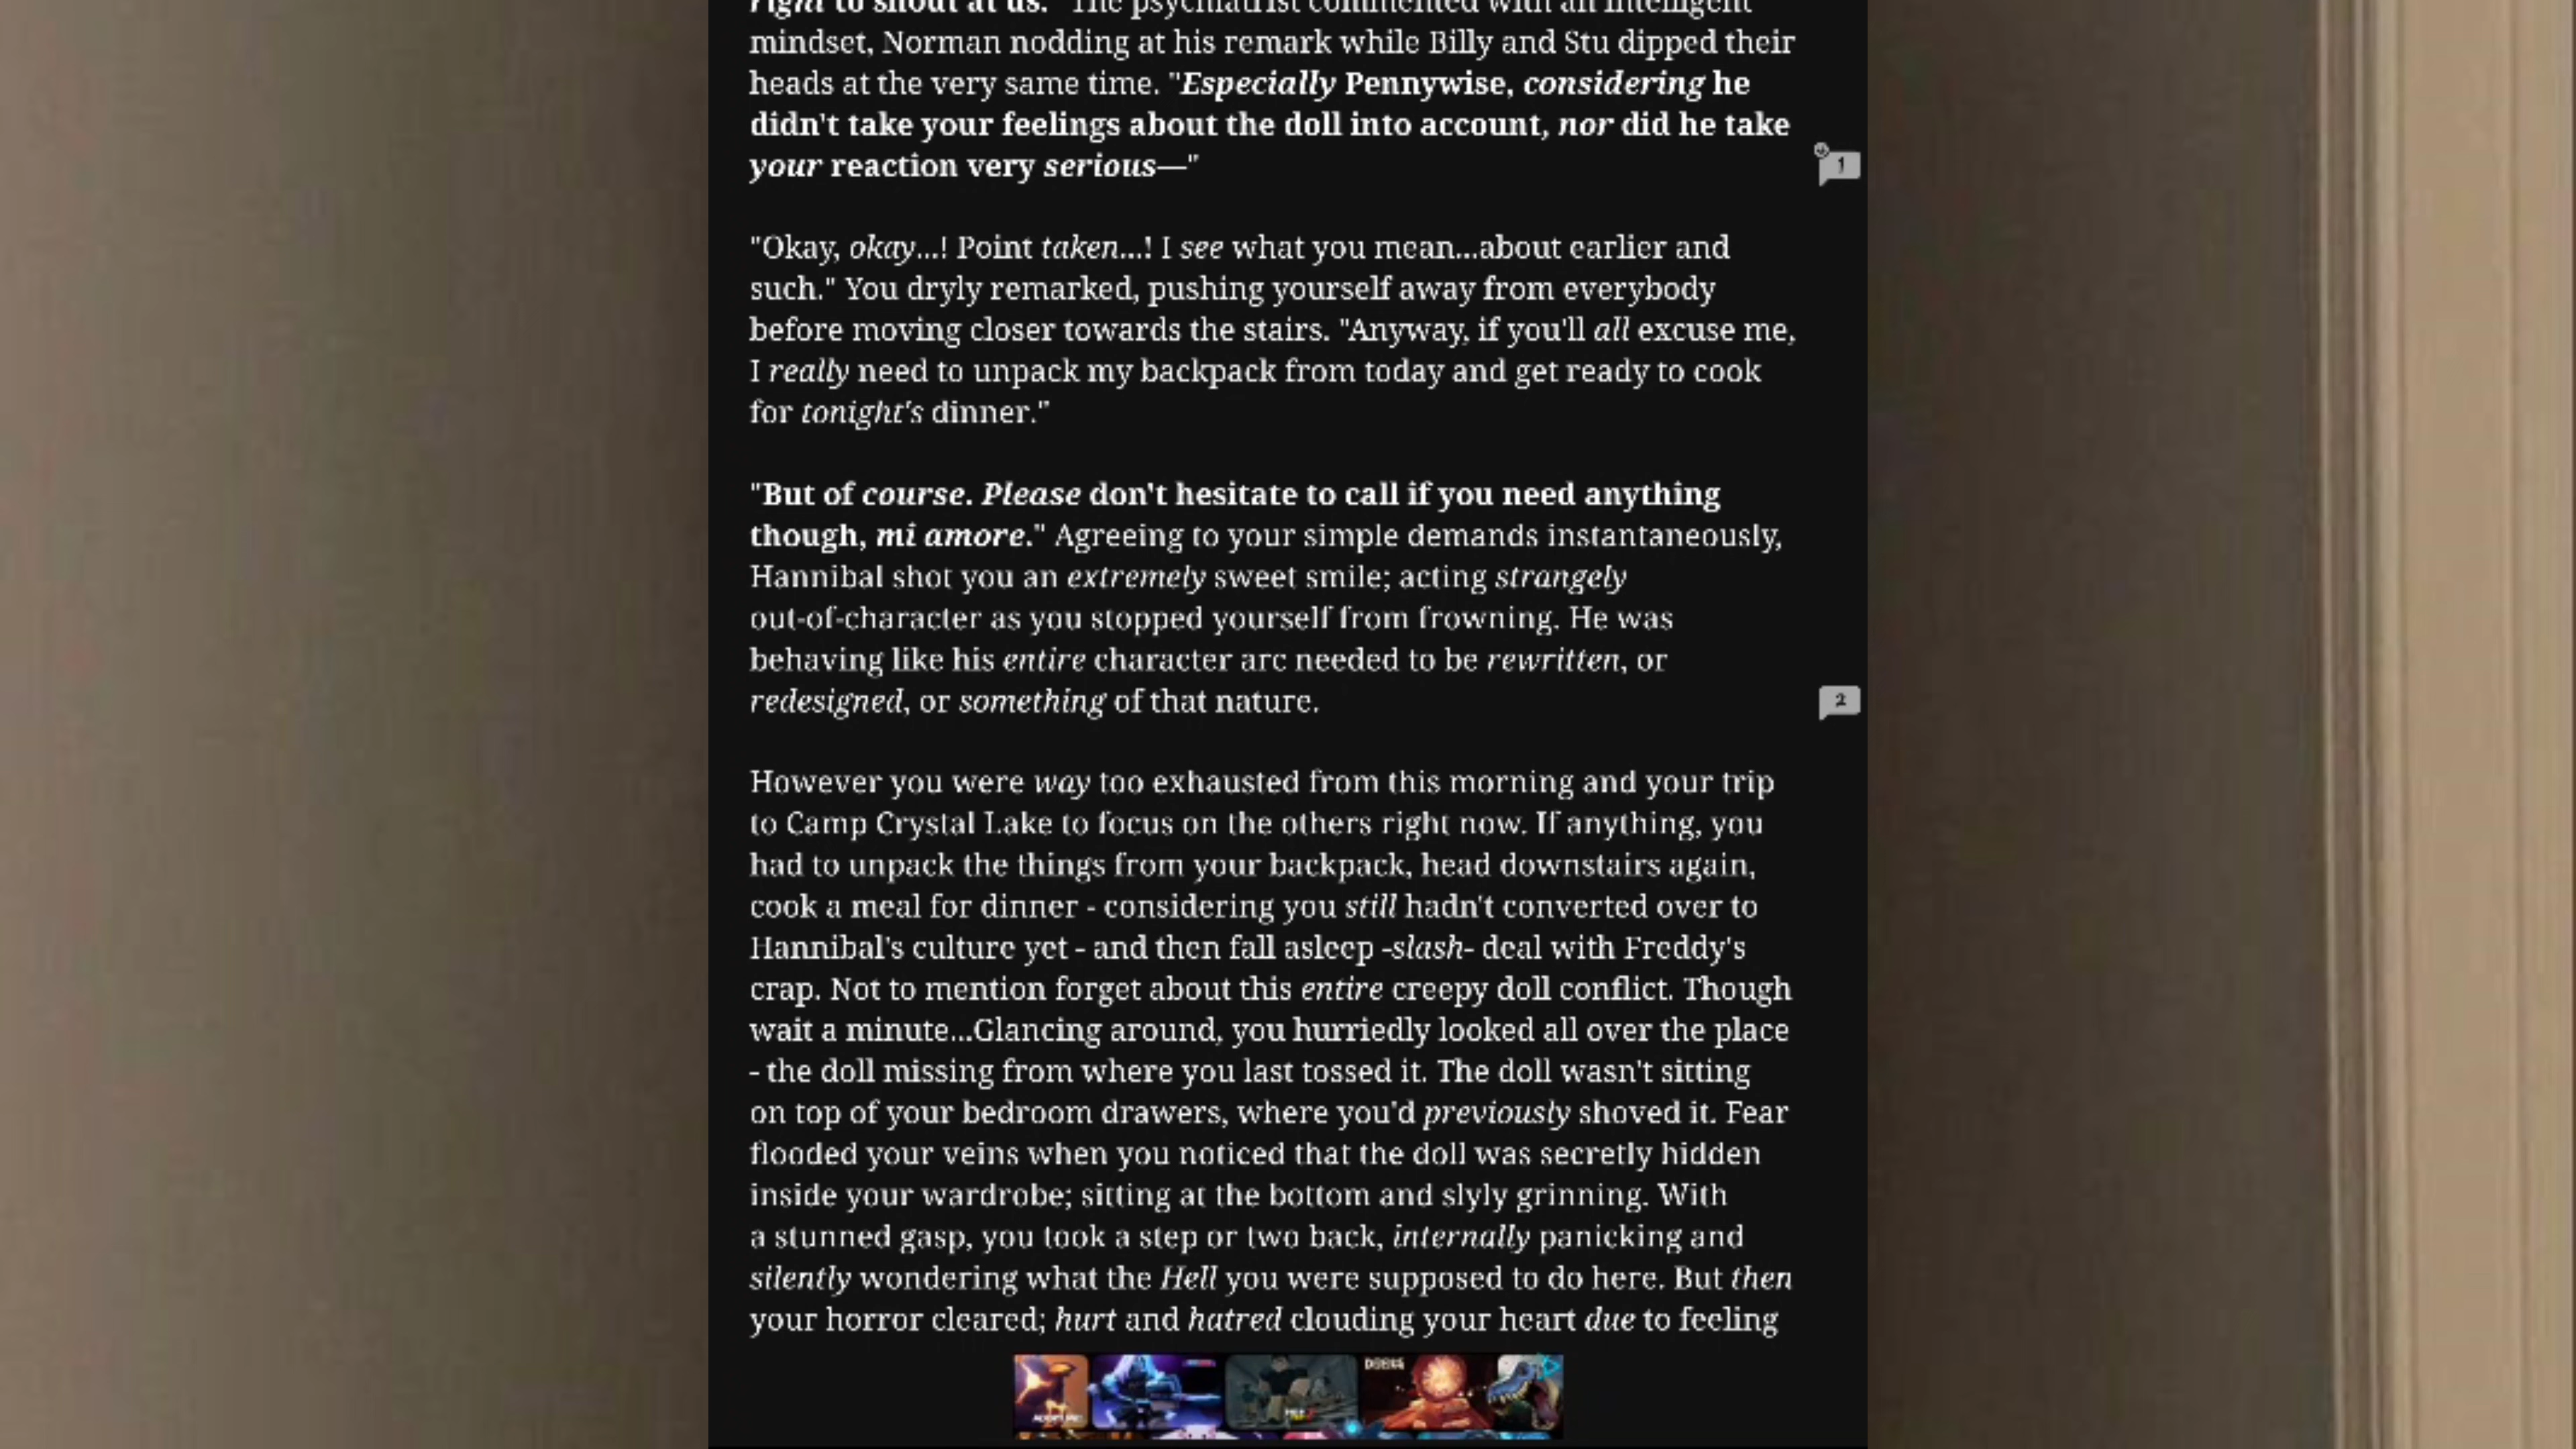 right to shout at us." The psychiatrist commented with an intelligent
mindset, Norman nodding at his remark while Billy and Stu dipped their
heads at the very same time. "Especially Pennywise, considering he
didn't take your feelings about the doll into account, nor did he take
your reaction very serious—"
1
"Okay, okay...! Point taken...! I see what you mean...about earlier and
such." You dryly remarked, pushing yourself away from everybody
before moving closer towards the stairs. "Anyway, if you'll all excuse me,
I really need to unpack my backpack from today and get ready to cook
for tonight's dinner."
"But of course. Please don't hesitate to call if you need anything
though, mi amore." Agreeing to your simple demands instantaneously,
Hannibal shot you an extremely sweet smile; acting strangely
out-of-character as you stopped yourself from frowning. He was
behaving like his entire character arc needed to be rewritten, or
redesigned, or something of that nature.
2
However you were way too exhausted from this morning and your trip
to Camp Crystal Lake to focus on the others right now. If anything, you
had to unpack the things from your backpack, head downstairs again,
cook a meal for dinner - considering you still hadn't converted over to
Hannibal's culture yet - and then fall asleep -slash- deal with Freddy's
crap. Not to mention forget about this entire creepy doll conflict. Though
wait a minute...Glancing around, you hurriedly looked all over the place
- the doll missing from where you last tossed it. The doll wasn't sitting
on top of your bedroom drawers, where you'd previously shoved it. Fear
flooded your veins when you noticed that the doll was secretly hidden
inside your wardrobe; sitting at the bottom and slyly grinning. With
a stunned gasp, you took a step or two back, internally panicking and
silently wondering what the Hell you were supposed to do here. But then
your horror cleared; hurt and hatred clouding your heart due to feeling
DOORS